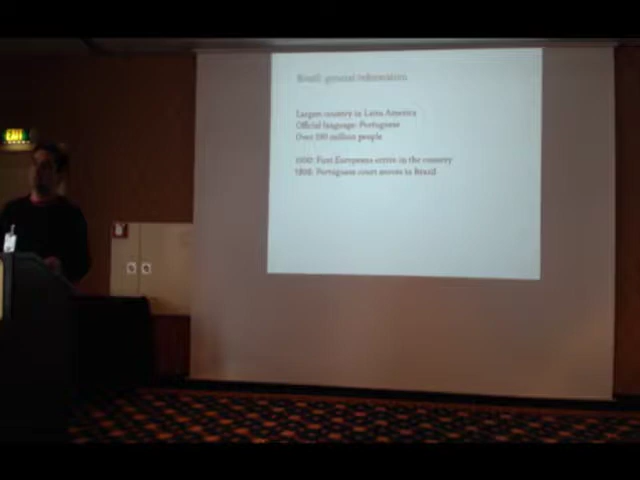 Brazil: general information
Largest country in Latin America
Official language: Portuguese
Over 190 million people
1500: First Europeans arrive in the country
1808: Portuguese court moves to Brazil
EXIT